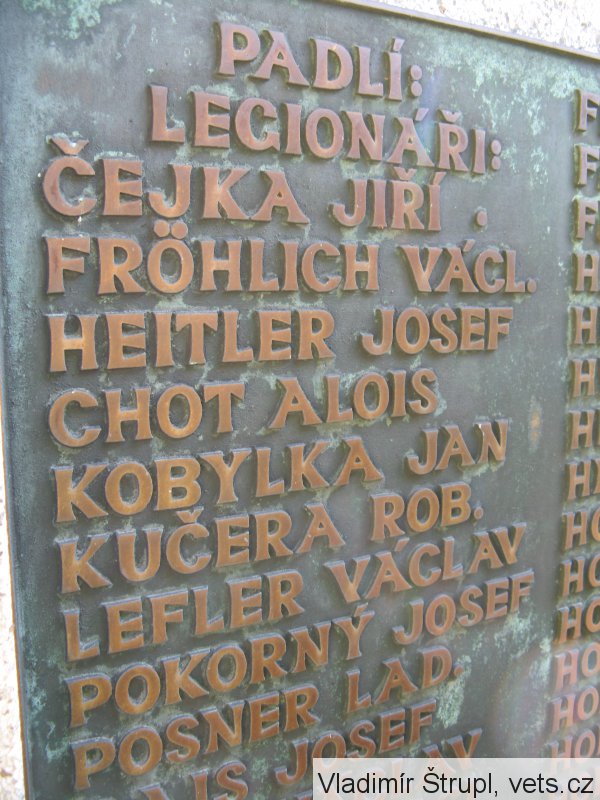 PADLÍ:
LEGIONÁŘI:
ČEJKA JIŘÍ .
FRÖHLICH VÁCL.
HEITLER JOSEF
CHOT ALOIS
KOBYLKA JAN
KUČERA ROB.
LEFLER VÁCLAV
POKORNÝ JOSEF
POSNER LAD.
JOSEF
Vladimír Štrupl, vets.cz